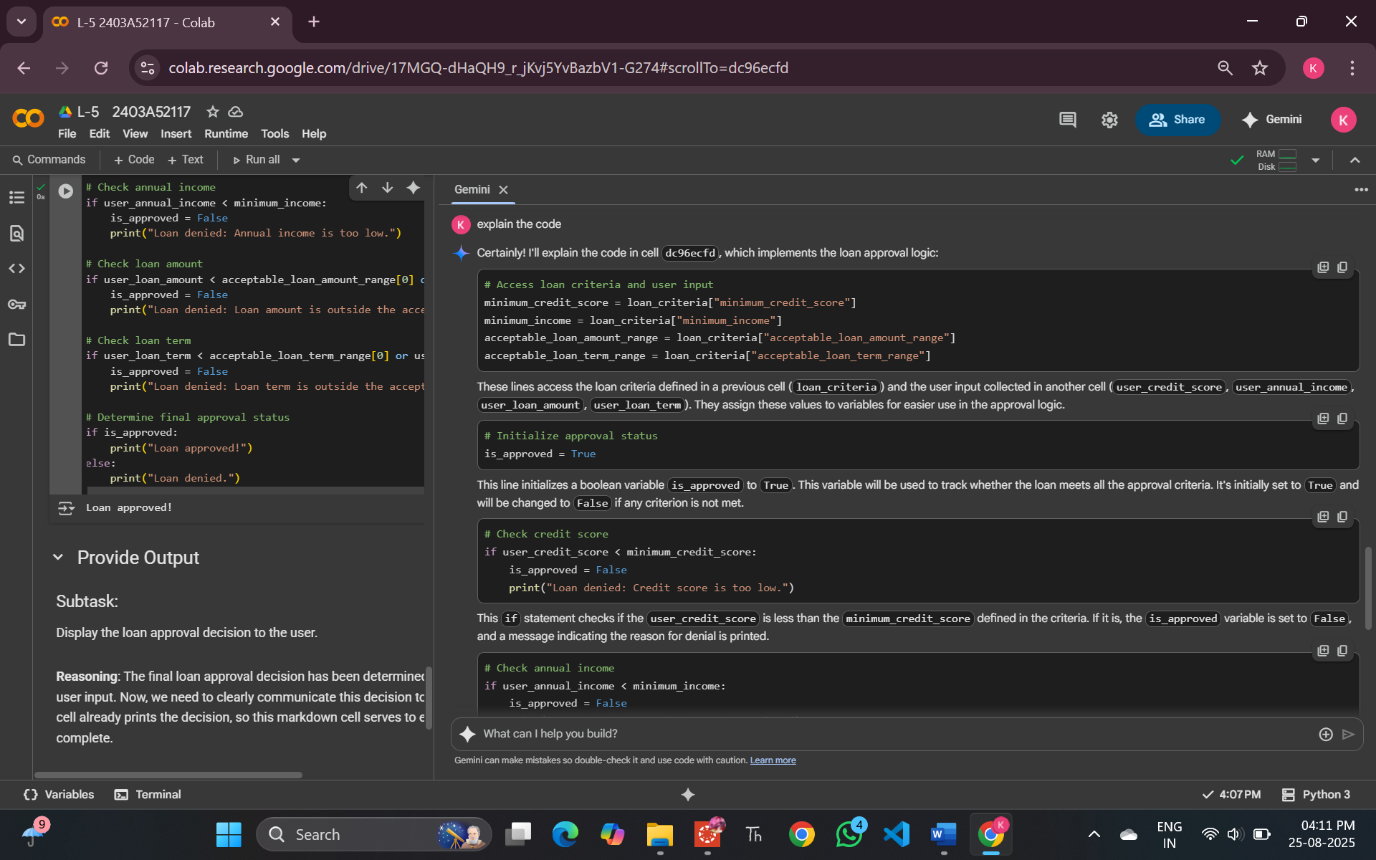 L-5 2403A52117 - Colab
colab.research.google.com/drive/17MGQ-dHaQH9_r_jKvj5YvBazbV1-G274#scrollTo=dc96ecfd
K
L-5 2403A52117
File Edit View Insert Runtime Tools Help
Share
Gemini
K
Commands
+ Code + Text
Run all
RAM
Disk
0s
# Check annual income
if user_annual_income < minimum_income:
is_approved = False
print("Loan denied: Annual income is too low.")
# Check loan amount
if user_loan_amount < acceptable_loan_amount_range[0] o
is_approved = False
print("Loan denied: Loan amount is outside the acce
# Check loan term
if user_loan_term < acceptable_loan_term_range[0] or us
is_approved = False
print("Loan denied: Loan term is outside the accept
# Determine final approval status
if is_approved:
print("Loan approved!")
else:
print("Loan denied.")
Loan approved!
Provide Output
Subtask:
Display the loan approval decision to the user.
Reasoning: The final loan approval decision has been determined
user input. Now, we need to clearly communicate this decision to
cell already prints the decision, so this markdown cell serves to e
complete.
Gemini
K explain the code
Certainly! I'll explain the code in cell dc96ecfd, which implements the loan approval logic:
# Access loan criteria and user input
minimum_credit_score = loan_criteria["minimum_credit_score"]
minimum_income = loan_criteria["minimum_income"]
acceptable_loan_amount_range = loan_criteria["acceptable_loan_amount_range"]
acceptable_loan_term_range = loan_criteria["acceptable_loan_term_range"]
These lines access the loan criteria defined in a previous cell (loan_criteria) and the user input collected in another cell (user_credit_score, user_annual_income,
user_loan_amount, user_loan_term). They assign these values to variables for easier use in the approval logic.
# Initialize approval status
is_approved = True
This line initializes a boolean variable is_approved to True. This variable will be used to track whether the loan meets all the approval criteria. It's initially set to True and
will be changed to False if any criterion is not met.
# Check credit score
if user_credit_score < minimum_credit_score:
is_approved = False
print("Loan denied: Credit score is too low.")
This if statement checks if the user_credit_score is less than the minimum_credit_score defined in the criteria. If it is, the is_approved variable is set to False,
and a message indicating the reason for denial is printed.
# Check annual income
if user_annual_income < minimum_income:
is_approved = False
What can I help you build?
Gemini can make mistakes so double-check it and use code with caution. Learn more
Variables Terminal
4:07 PM Python 3
9
Search
Th
4
K
ENG
IN
04:11 PM
25-08-2025